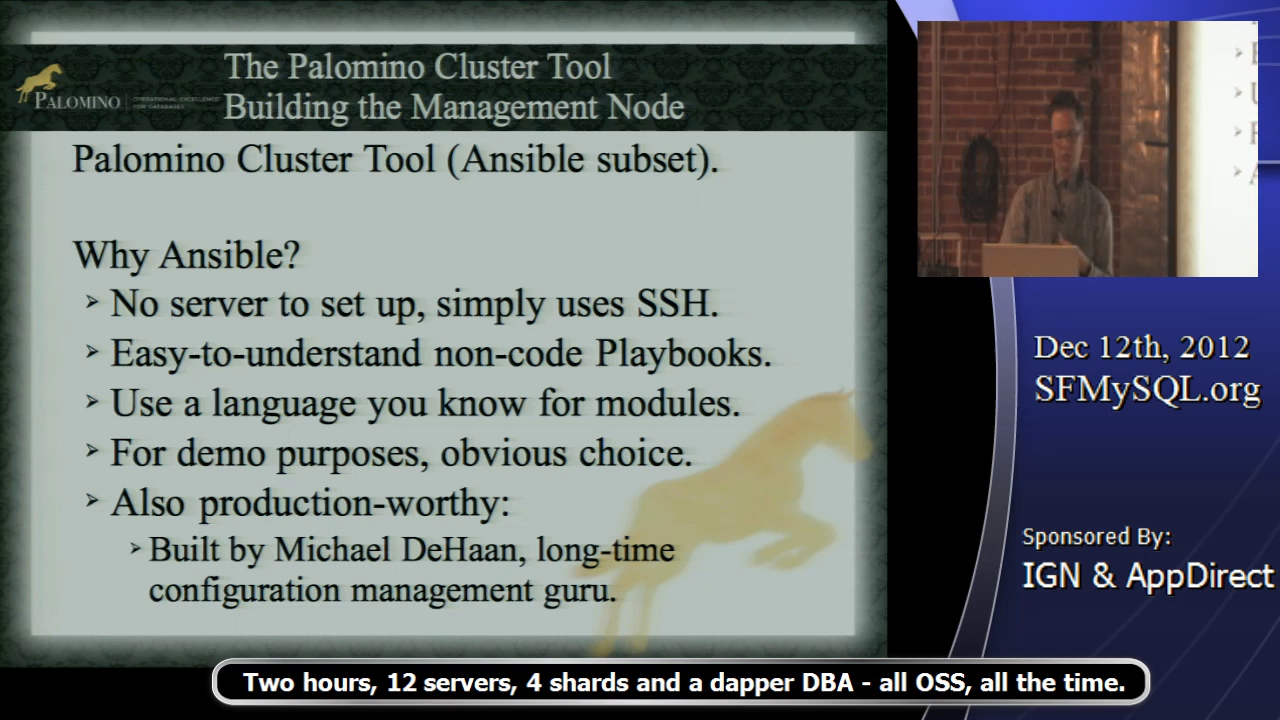 The Palomino Cluster Tool
Building the Management Node
PALOMINO
OPERATIONAL EXCELLENCE
FOR DATABASES
Palomino Cluster Tool (Ansible subset).
Why Ansible?
➢ No server to set up, simply uses SSH.
➢ Easy-to-understand non-code Playbooks.
➢ Use a language you know for modules.
➢ For demo purposes, obvious choice.
➢ Also production-worthy:
➢ Built by Michael DeHaan, long-time
configuration management guru.
Dec 12th, 2012
SFMySQL.org
Sponsored By:
IGN & AppDirect
Two hours, 12 servers, 4 shards and a dapper DBA - all OSS, all the time.